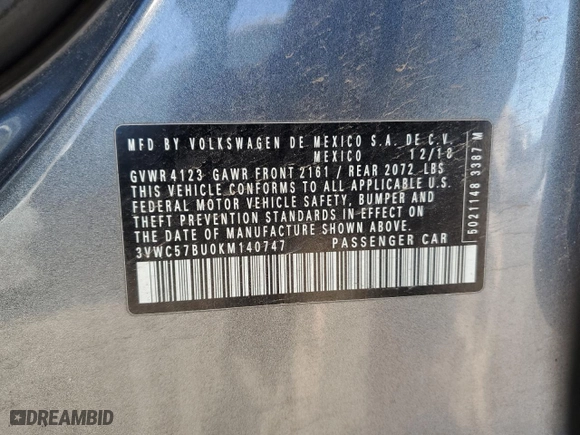 MFD BY VOLKSWAGEN DE MEXICO S.A. DE C.V.
MEXICO 12/18
GVWR 4123 GAWR FRONT 2161 / REAR 2072 LBS
THIS VEHICLE CONFORMS TO ALL APPLICABLE U.S.
FEDERAL MOTOR VEHICLE SAFETY, BUMPER AND
THEFT PREVENTION STANDARDS IN EFFECT ON
THE DATE OF MANUFACTURE SHOWN ABOVE.
3VWC57BU0KM140747 PASSENGER CAR
5021148 3387 M
DREAMBID